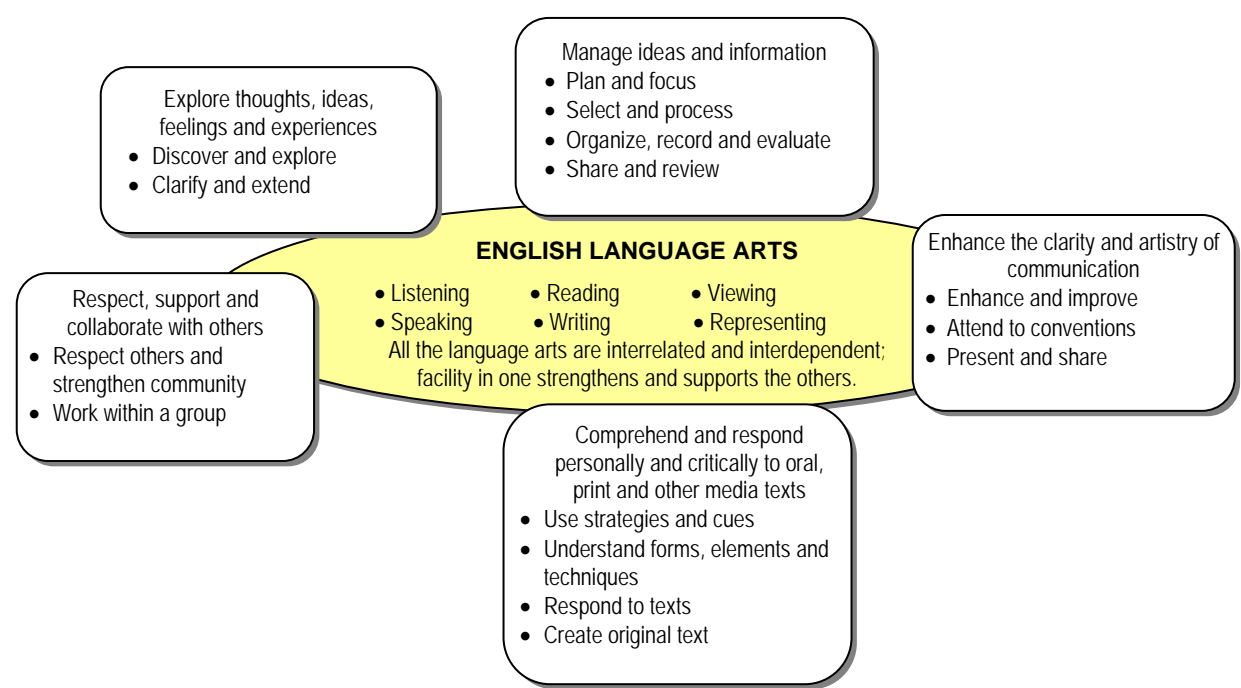 Manage ideas and information
• Plan and focus
• Select and process
• Organize, record and evaluate
• Share and review
Explore thoughts, ideas,
feelings and experiences
• Discover and explore
• Clarify and extend
ENGLISH LANGUAGE ARTS
• Listening • Reading • Viewing
• Speaking • Writing • Representing
All the language arts are interrelated and interdependent;
facility in one strengthens and supports the others.
Enhance the clarity and artistry of
communication
• Enhance and improve
• Attend to conventions
• Present and share
Respect, support and
collaborate with others
• Respect others and
strengthen community
• Work within a group
Comprehend and respond
personally and critically to oral,
print and other media texts
• Use strategies and cues
• Understand forms, elements and
techniques
• Respond to texts
• Create original text